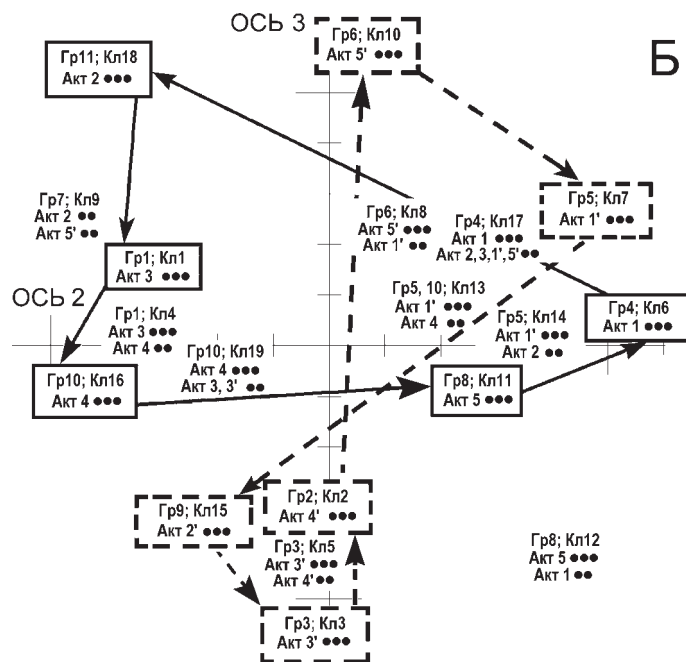 ОСЬ 3
Б
Гр6; Кл10
Акт 5' ●●●
Гр11; Кл18
Акт 2 ●●●
Гр5; Кл7
Акт 1' ●●●
Гр7; Кл9
Акт 2 ●●
Акт 5' ●●
Гр6; Кл8
Акт 5' ●●●
Акт 1' ●●
Гр4; Кл17
Акт 1 ●●●
Акт 2,3,1',5' ●●
Гр1; Кл1
Акт 3 ●●●
ОСЬ 2
Гр5, 10; Кл13
Акт 1' ●●●
Акт 4 ●●
Гр1; Кл4
Акт 3 ●●●
Акт 4 ●●
Гр5; Кл14
Акт 1' ●●●
Акт 2 ●●
Гр4; Кл6
Акт 1 ●●●
Гр10; Кл19
Акт 4 ●●●
Акт 3, 3' ●●
Гр10; Кл16
Акт 4 ●●●
Гр8; Кл11
Акт 5 ●●●
Гр2; Кл2
Акт 4' ●●●
Гр9; Кл15
Акт 2' ●●●
Гр3; Кл5
Акт 3' ●●●
Акт 4' ●●
Гр8; Кл12
Акт 5 ●●●
Акт 1 ●●
Гр3; Кл3
Акт 3' ●●●